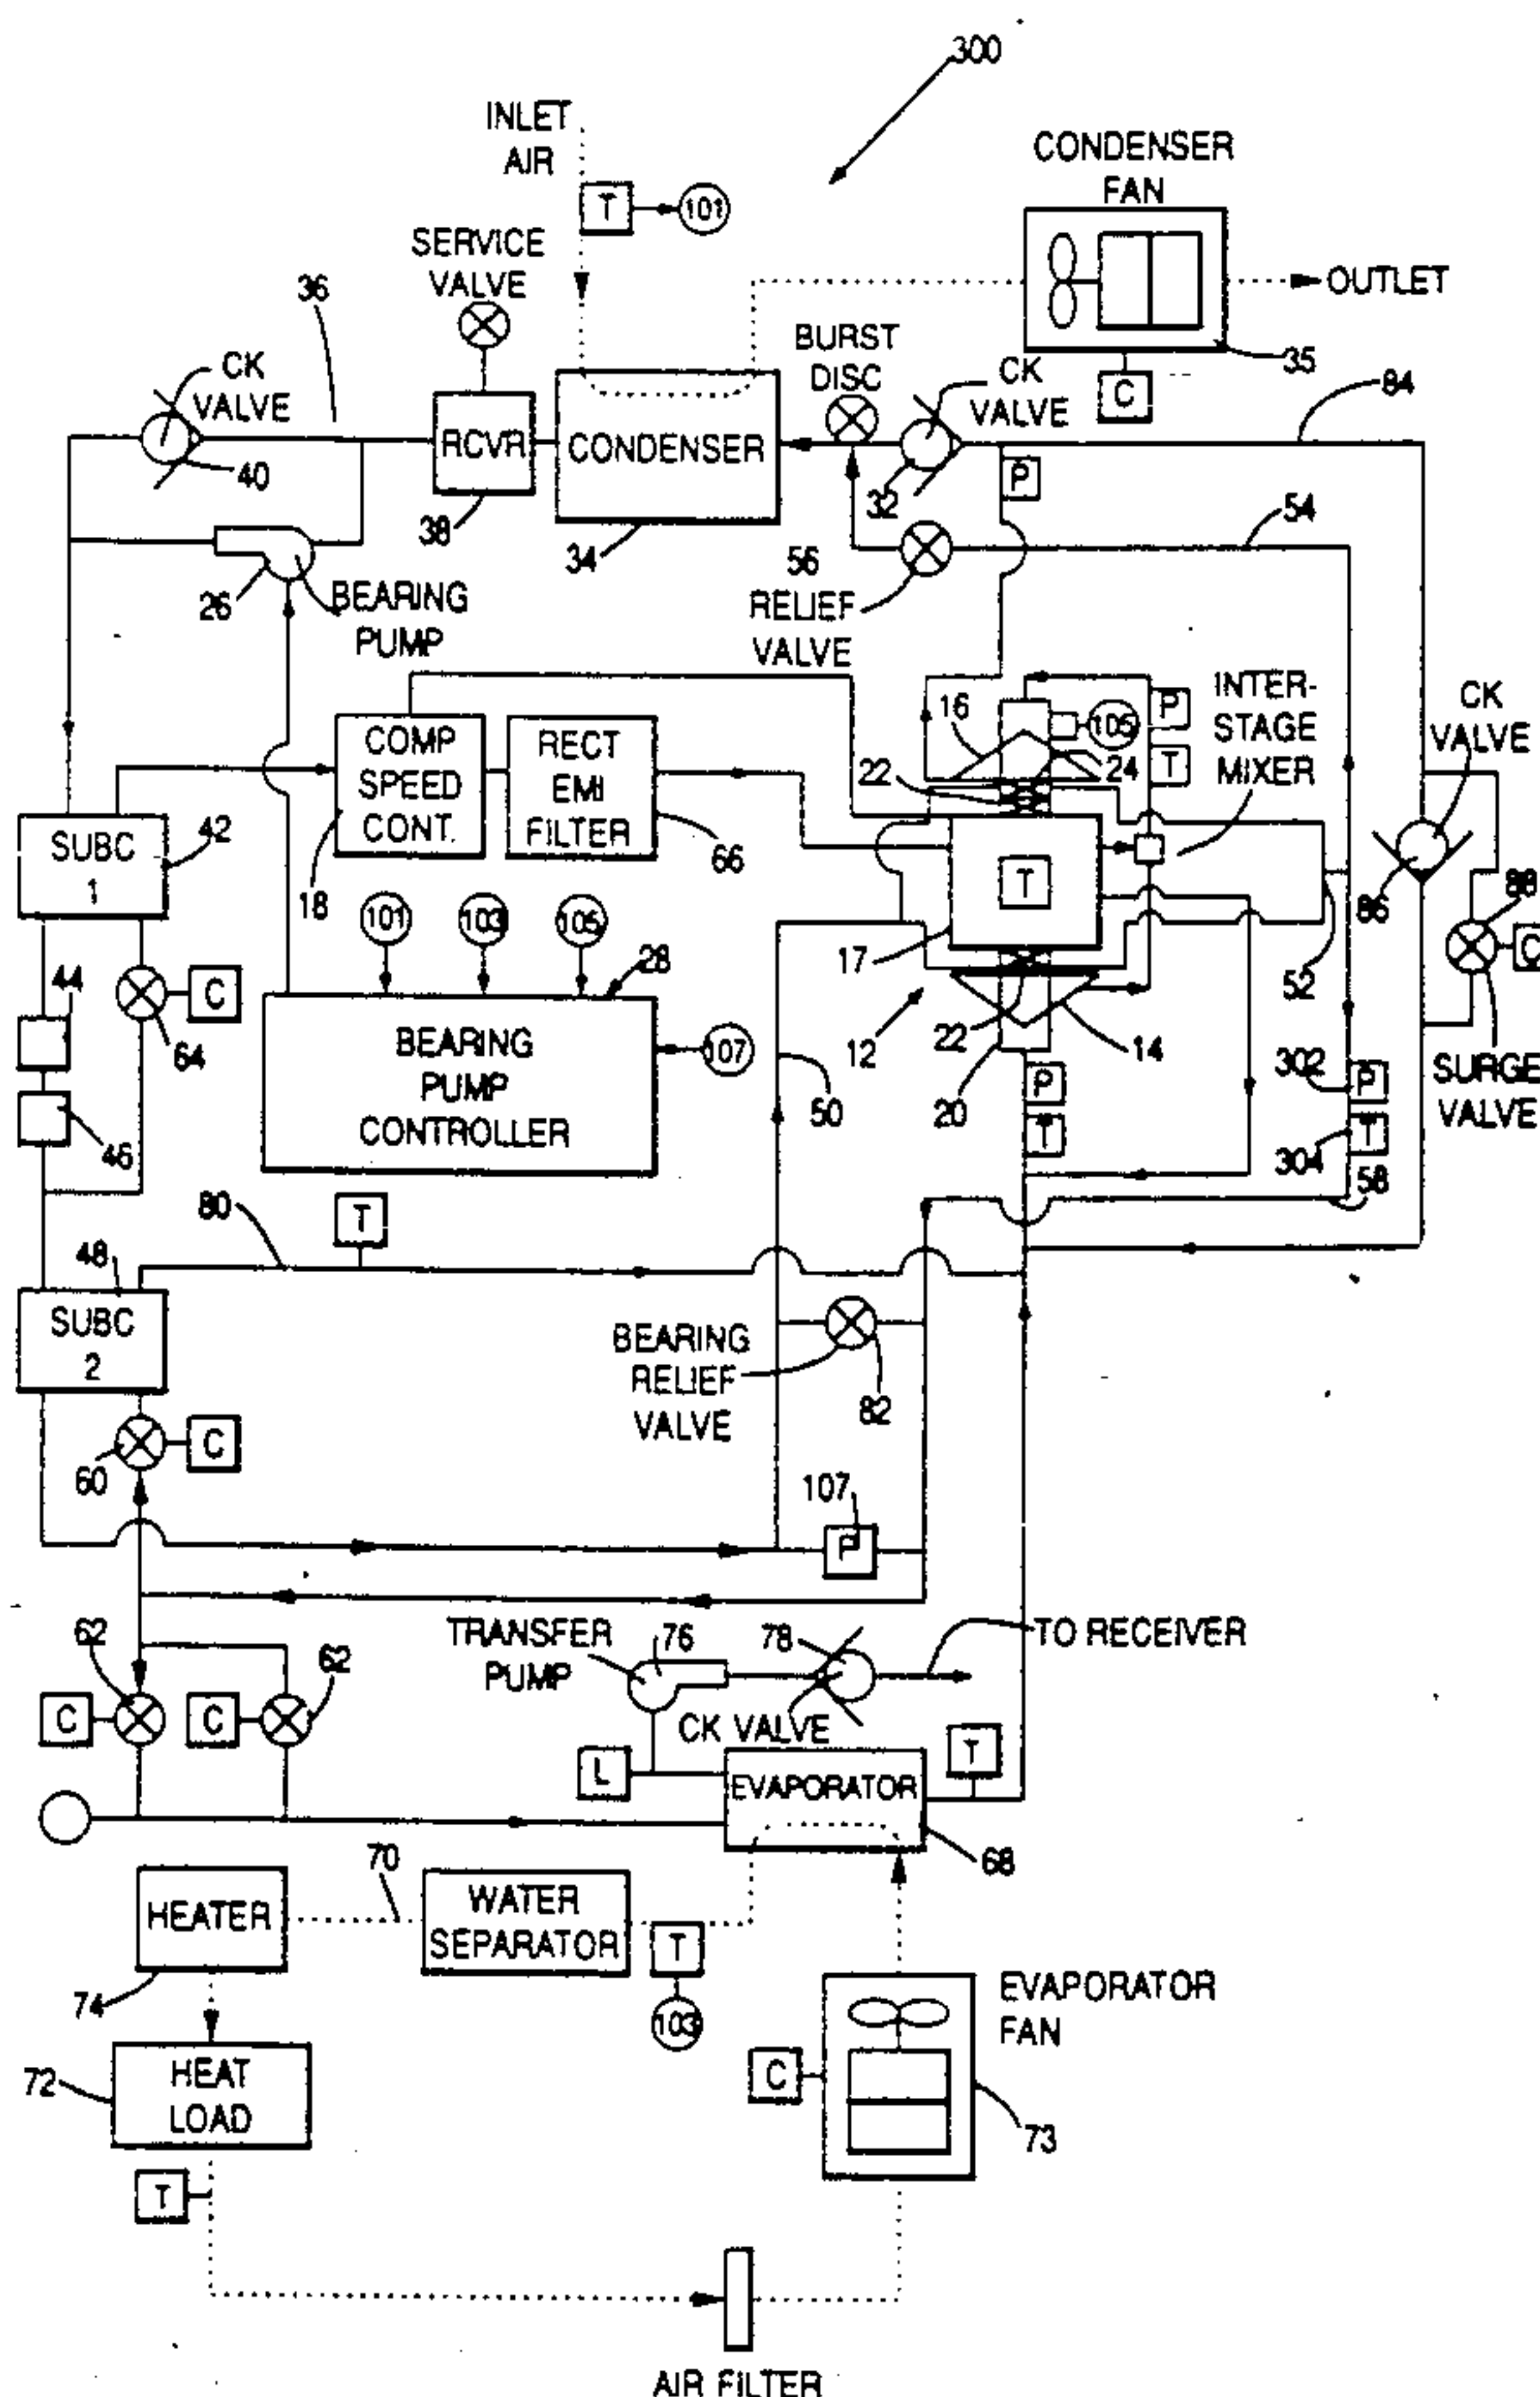 300
INLET
AIR
CONDENSER
FAN
T
101
SERVICE
VALVE
OUTLET
36
BURST
DISC
35
CK
VALVE
CK
VALVE
C
84
RCVR
CONDENSER
40
32
P
38
34
54
26
BEARING
PUMP
56
RELIEF
VALVE
INTER-
STAGE
MIXER
CK
VALVE
16
105
P
T
COMP
SPEED
CONT.
RECT
EMI
FILTER
22
24
SUBC
1
42
18
66
T
86
88
101
103
105
17
C
44
C
64
28
52
BEARING
PUMP
CONTROLLER
107
12
22
14
302
P
SURGE
VALVE
46
50
20
P
T
304
T
58
80
T
48
SUBC
2
BEARING
RELIEF
VALVE
82
60
C
107
P
62
62
TRANSFER
PUMP
76
78
TO RECEIVER
C
C
CK VALVE
L
EVAPORATOR
T
68
70
HEATER
WATER
SEPARATOR
T
74
103
EVAPORATOR
FAN
72
HEAT
LOAD
C
73
T
AIR FILTER